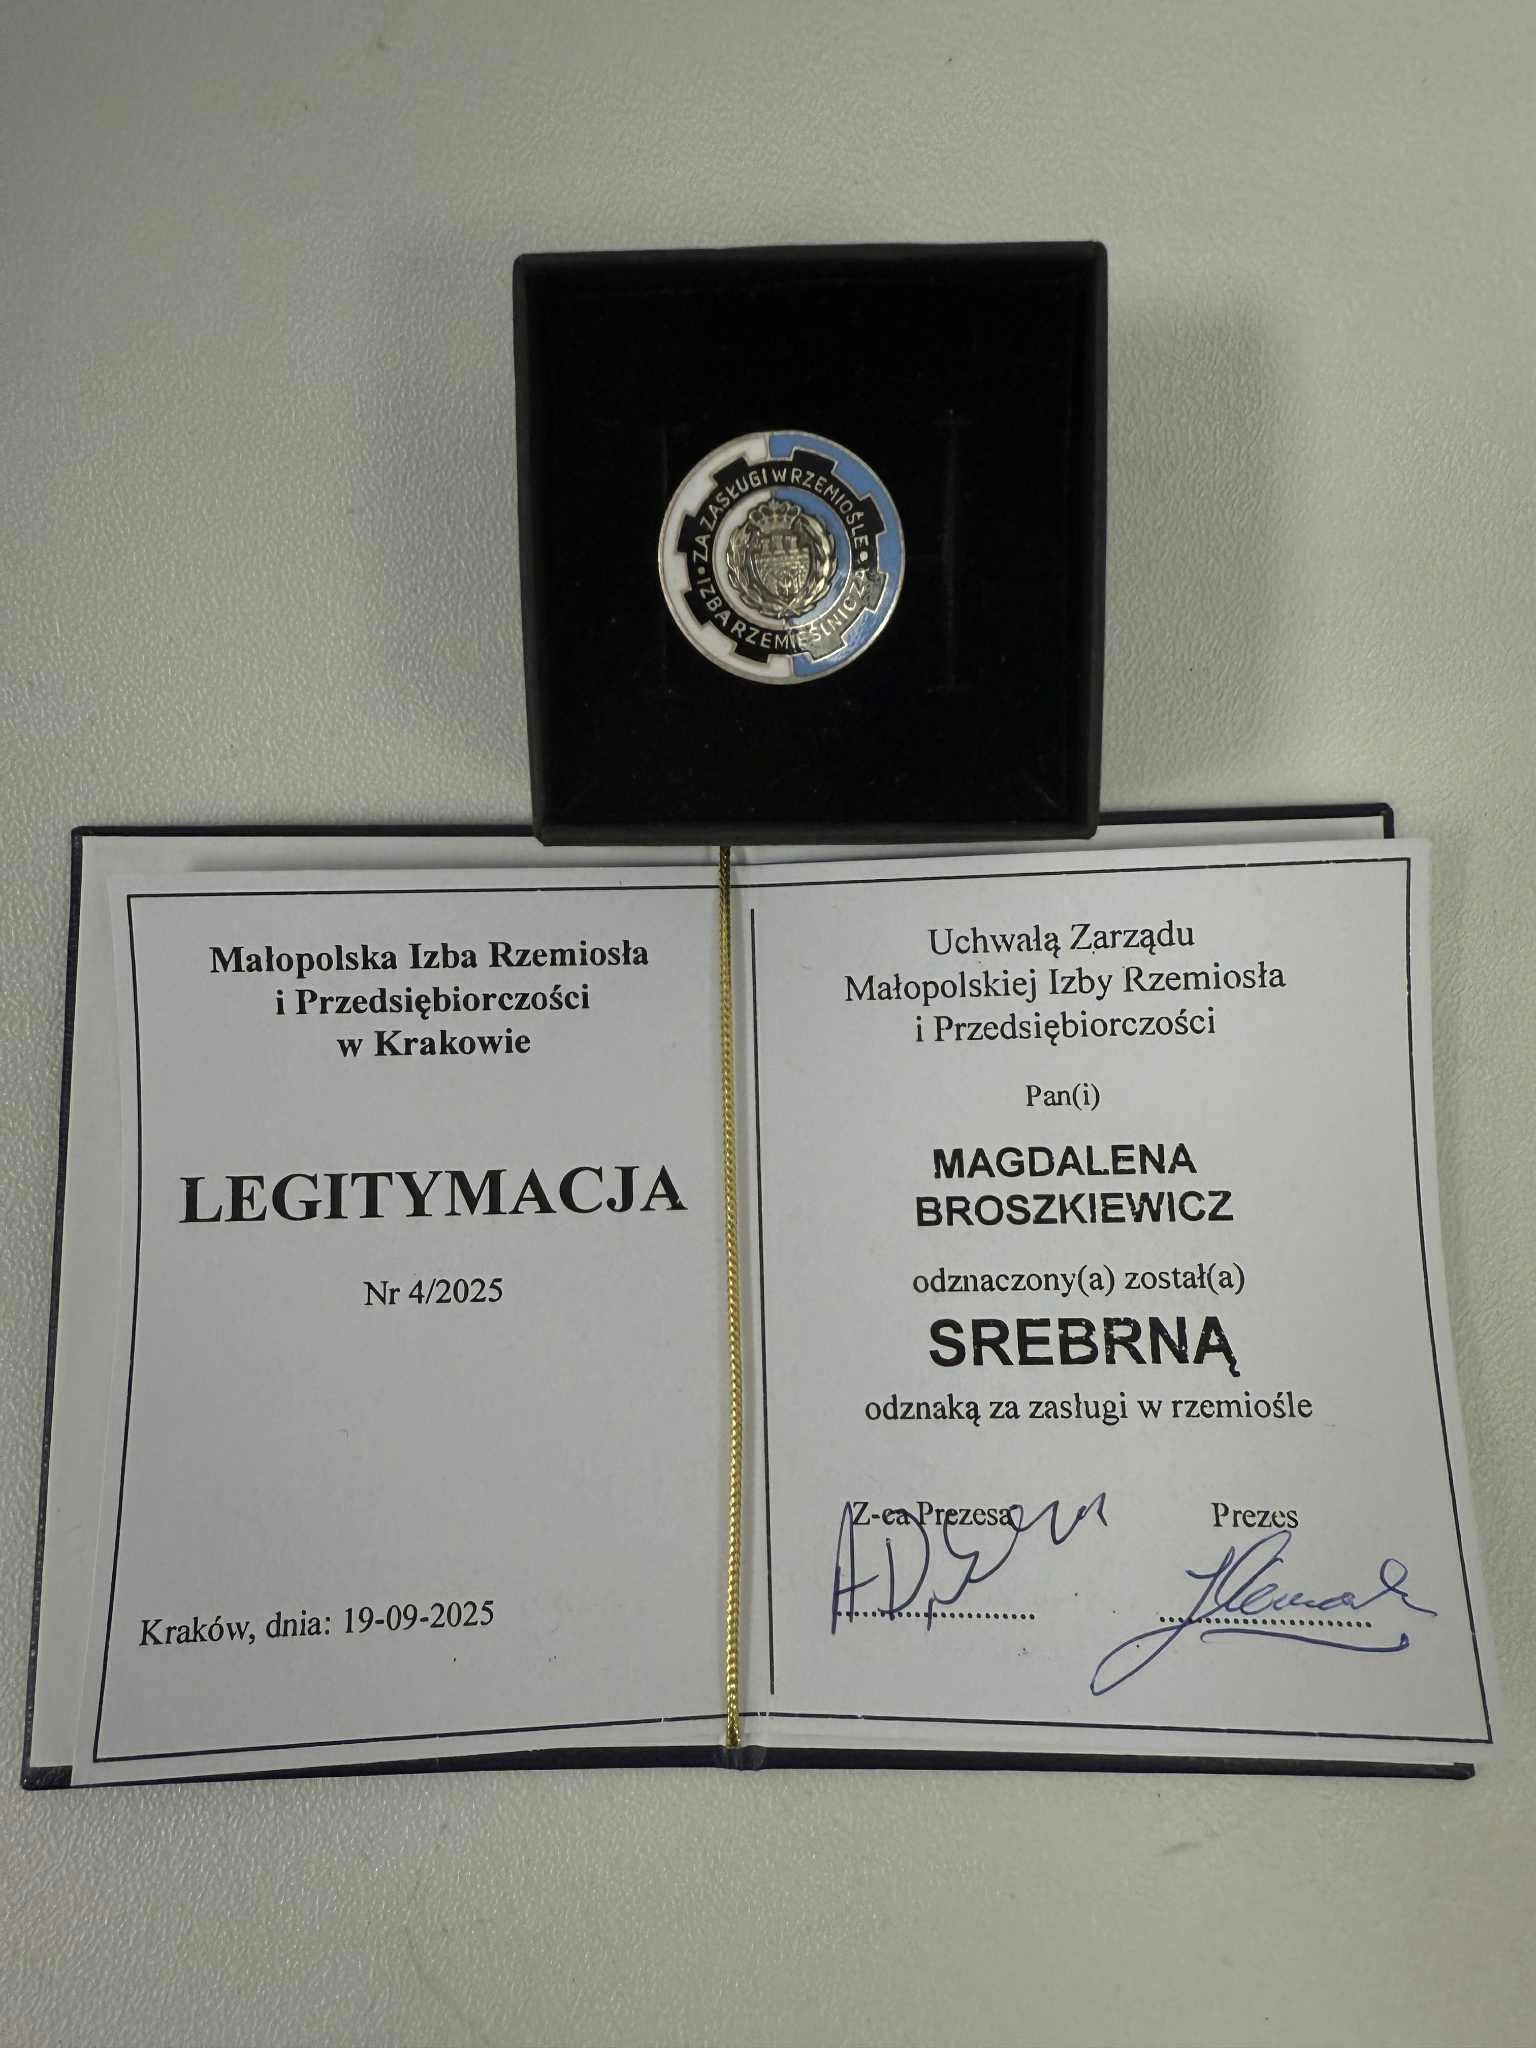 ZA ZASŁUGI W RZEMIOŚLE
IZBA RZEMIEŚLNICZA
Małopolska Izba Rzemiosła
i Przedsiębiorczości
w Krakowie
LEGITYMACJA
Nr 4/2025
Kraków, dnia: 19-09-2025
Uchwałą Zarządu
Małopolskiej Izby Rzemiosła
i Przedsiębiorczości
Pan(i)
MAGDALENA
BROSZKIEWICZ
odznaczony(a) został(a)
SREBRNĄ
odznaką za zasługi w rzemiośle
Z-ca Prezesa
Prezes